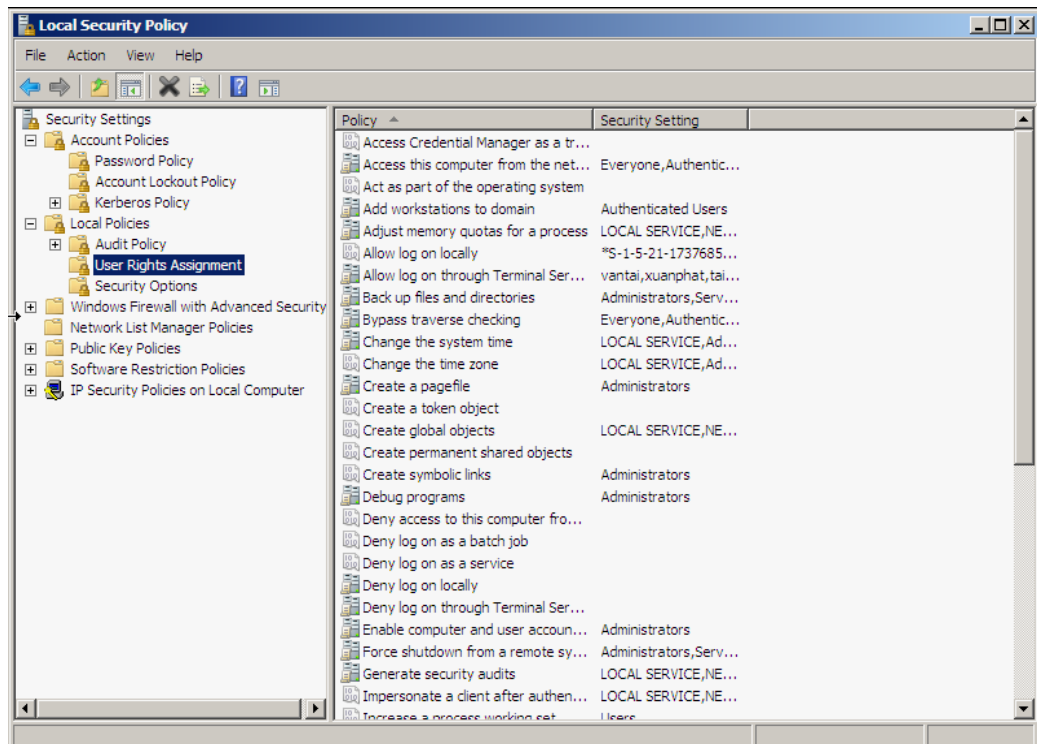 Local Security Policy
File Action View Help
Security Settings
Account Policies
Password Policy
Account Lockout Policy
Kerberos Policy
Local Policies
Audit Policy
User Rights Assignment
Security Options
Windows Firewall with Advanced Security
Network List Manager Policies
Public Key Policies
Software Restriction Policies
IP Security Policies on Local Computer
Policy Security Setting
Access Credential Manager as a tr...
Access this computer from the net... Everyone,Authentic...
Act as part of the operating system
Add workstations to domain Authenticated Users
Adjust memory quotas for a process LOCAL SERVICE,NE...
Allow log on locally *S-1-5-21-1737685...
Allow log on through Terminal Ser... vantai,xuanphat,tai...
Back up files and directories Administrators,Serv...
Bypass traverse checking Everyone,Authentic...
Change the system time LOCAL SERVICE,Ad...
Change the time zone LOCAL SERVICE,Ad...
Create a pagefile Administrators
Create a token object
Create global objects LOCAL SERVICE,NE...
Create permanent shared objects
Create symbolic links Administrators
Debug programs Administrators
Deny access to this computer fro...
Deny log on as a batch job
Deny log on as a service
Deny log on locally
Deny log on through Terminal Ser...
Enable computer and user accoun... Administrators
Force shutdown from a remote sy... Administrators,Serv...
Generate security audits LOCAL SERVICE,NE...
Impersonate a client after authen... LOCAL SERVICE,NE...
Increase a process working set Users